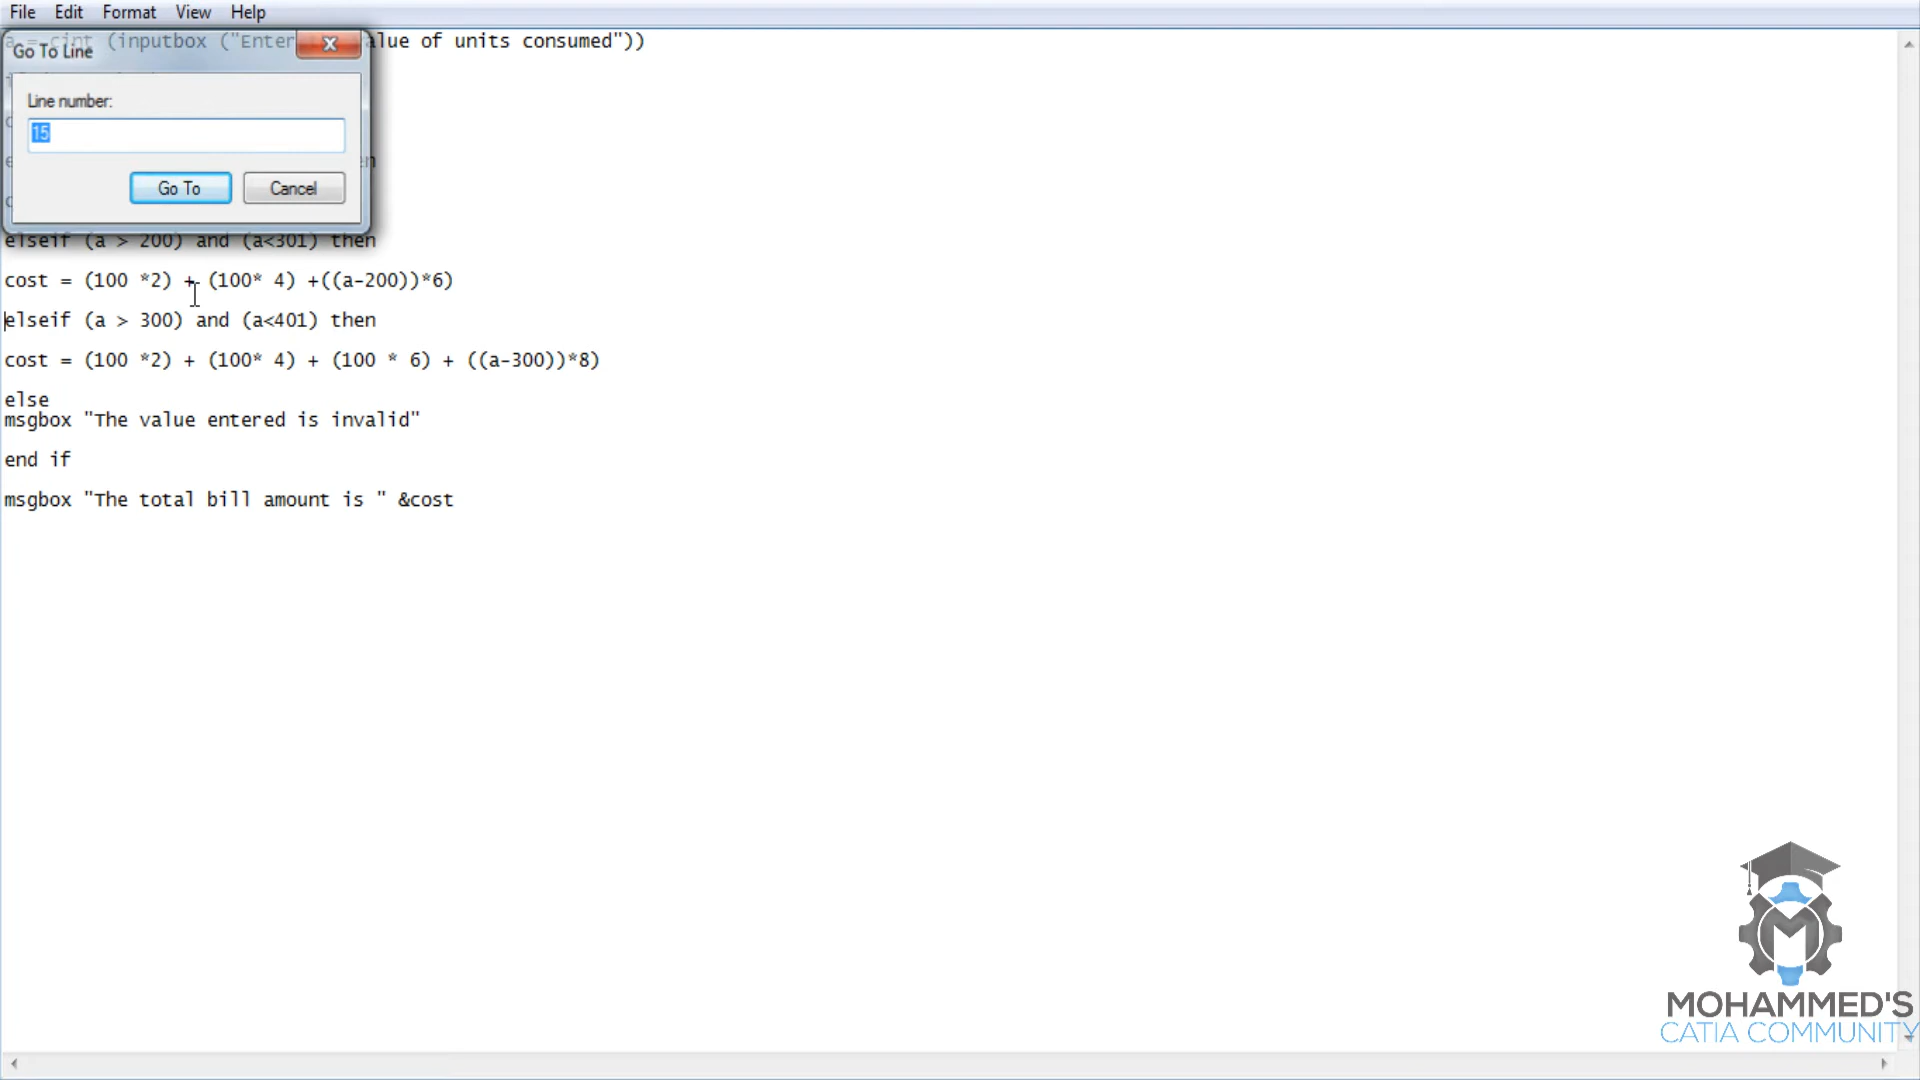 File Edit Format View Help
a = cint (inputbox ("Enter alue of units consumed"))
Go To Line
Line number:
15
Go To Cancel
elseif (a > 200) and (a<301) then
cost = (100 *2) + (100* 4) +((a-200))*6)
elseif (a > 300) and (a<401) then
cost = (100 *2) + (100* 4) + (100 * 6) + ((a-300))*8)
else
msgbox "The value entered is invalid"
end if
msgbox "The total bill amount is " &cost
MOHAMMED'S
CATIA COMMUNITY